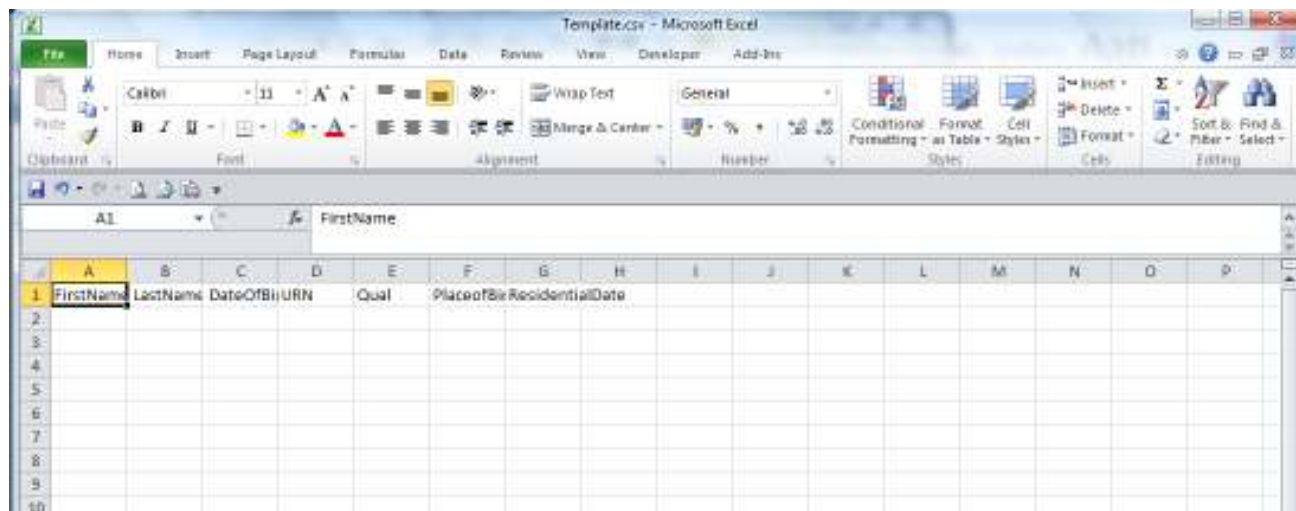 Template.csv - Microsoft Excel
File Home Insert Page Layout Formulas Data Review View Developer Add-Ins
Paste
Calibri 11 A A
Wrap Text
General
Conditional Formatting
Format as Table
Cell Styles
Insert
Delete
Format
Sort & Filter
Find & Select
B I U
Merge & Center
%
Clipboard Font Alignment Number Styles Cells Editing
A1 fx FirstName
A B C D E F G H I J K L M N O P
1 FirstName LastName DateOfBi URN Qual PlaceofBi ResidentialDate
2
3
4
5
6
7
8
9
10